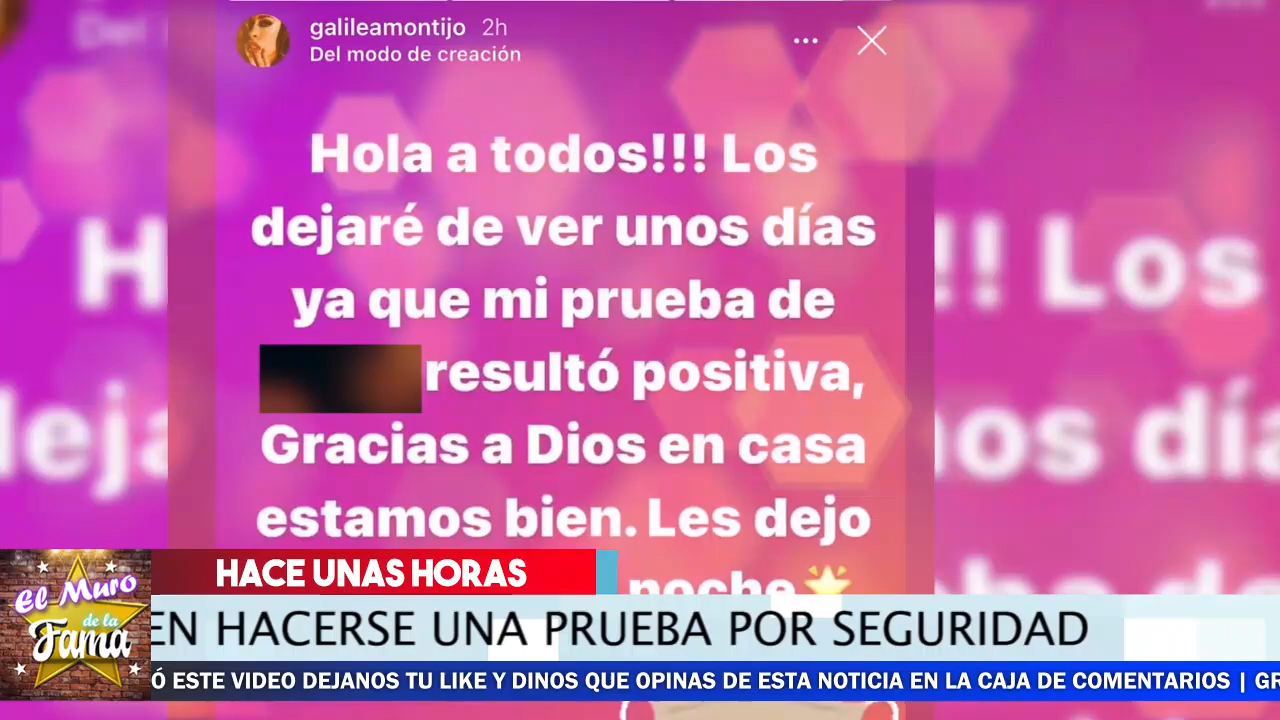 galileamontijo 2h
Del modo de creación
Hola a todos!!! Los
dejaré de ver unos días
ya que mi prueba de
resultó positiva,
Gracias a Dios en casa
estamos bien. Les dejo
noche
HACE UNAS HORAS
El Muro
de la
Fama
EN HACERSE UNA PRUEBA POR SEGURIDAD
Ó ESTE VIDEO DEJANOS TU LIKE Y DINOS QUE OPINAS DE ESTA NOTICIA EN LA CAJA DE COMENTARIOS | GR